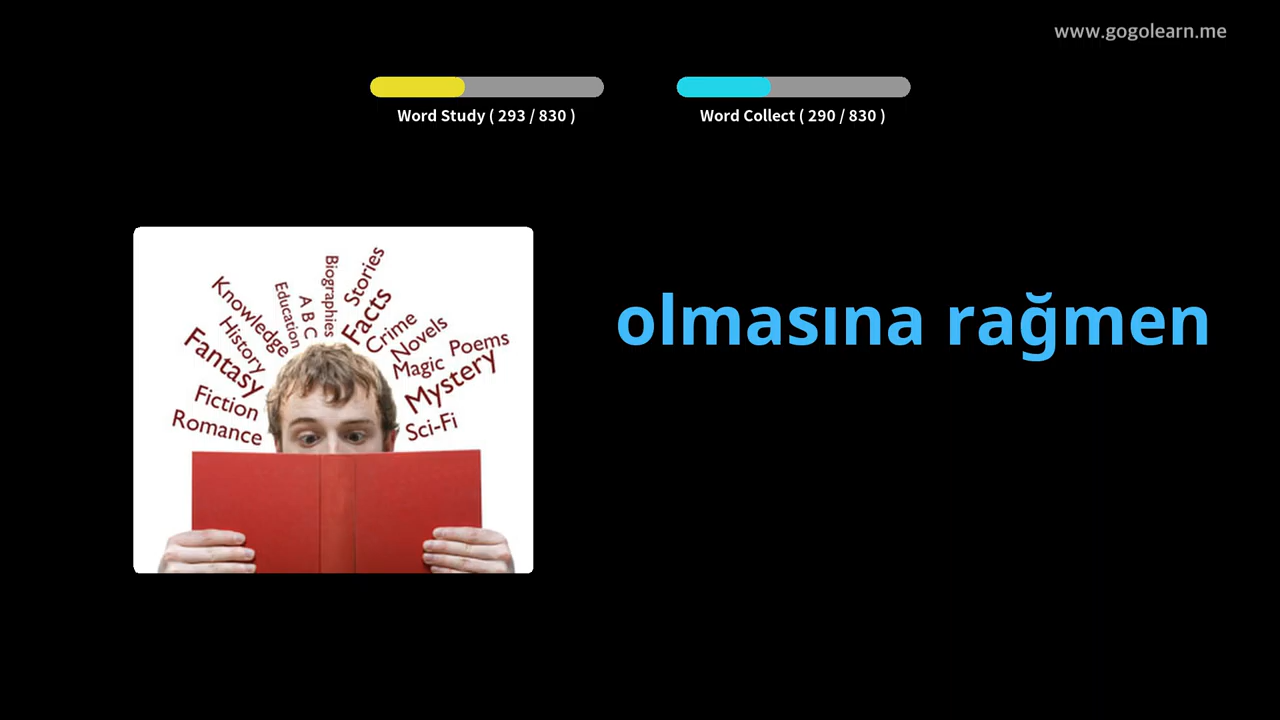 www.gogolearn.me
Word Study ( 293 / 830 )
Word Collect ( 290 / 830 )
olmasına rağmen
Biographies
Stories
Education
A B C
Facts
Knowledge
Crime
History
Novels
Poems
Fantasy
Magic
Mystery
Fiction
Romance
Sci-Fi